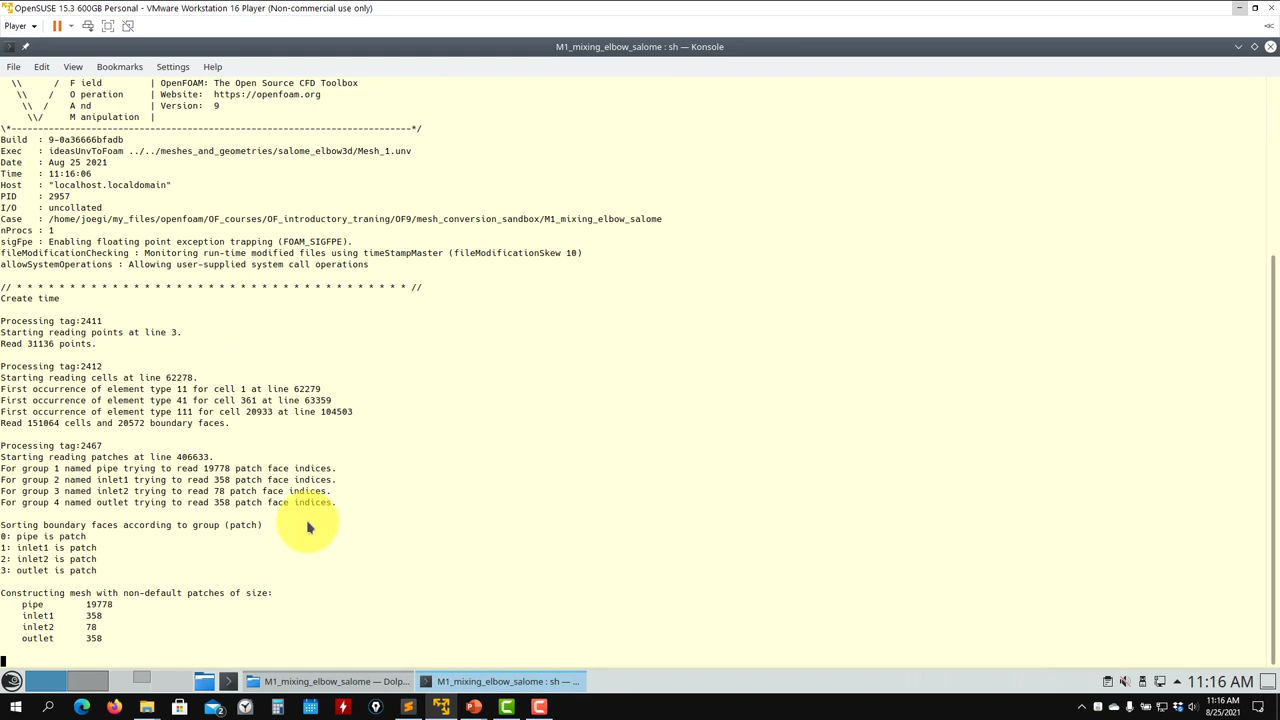 OpenSUSE 15.3 600GB Personal - VMware Workstation 16 Player (Non-commercial use only)
Player
M1_mixing_elbow_salome : sh — Konsole
File Edit View Bookmarks Settings Help
\\ / F ield | OpenFOAM: The Open Source CFD Toolbox
\\ / O peration | Website: https://openfoam.org
\\ / A nd | Version: 9
\\/ M anipulation |
\*---------------------------------------------------------------------------*/
Build : 9-0a36666bfadb
Exec : ideasUnvToFoam ../../meshes_and_geometries/salome_elbow3d/Mesh_1.unv
Date : Aug 25 2021
Time : 11:16:06
Host : "localhost.localdomain"
PID : 2957
I/O : uncollated
Case : /home/joegi/my_files/openfoam/OF_courses/OF_introductory_traning/OF9/mesh_conversion_sandbox/M1_mixing_elbow_salome
nProcs : 1
sigFpe : Enabling floating point exception trapping (FOAM_SIGFPE).
fileModificationChecking : Monitoring run-time modified files using timeStampMaster (fileModificationSkew 10)
allowSystemOperations : Allowing user-supplied system call operations
// * * * * * * * * * * * * * * * * * * * * * * * * * * * * * * * * * * * * * //
Create time
Processing tag:2411
Starting reading points at line 3.
Read 31136 points.
Processing tag:2412
Starting reading cells at line 62278.
First occurrence of element type 11 for cell 1 at line 62279
First occurrence of element type 41 for cell 361 at line 63359
First occurrence of element type 111 for cell 20933 at line 104503
Read 151064 cells and 20572 boundary faces.
Processing tag:2467
Starting reading patches at line 406633.
For group 1 named pipe trying to read 19778 patch face indices.
For group 2 named inlet1 trying to read 358 patch face indices.
For group 3 named inlet2 trying to read 78 patch face indices.
For group 4 named outlet trying to read 358 patch face indices.
Sorting boundary faces according to group (patch)
0: pipe is patch
1: inlet1 is patch
2: inlet2 is patch
3: outlet is patch
Constructing mesh with non-default patches of size:
pipe 19778
inlet1 358
inlet2 78
outlet 358
M1_mixing_elbow_salome — Dolp... M1_mixing_elbow_salome : sh — ... 11:16 AM
11:16 AM
8/25/2021